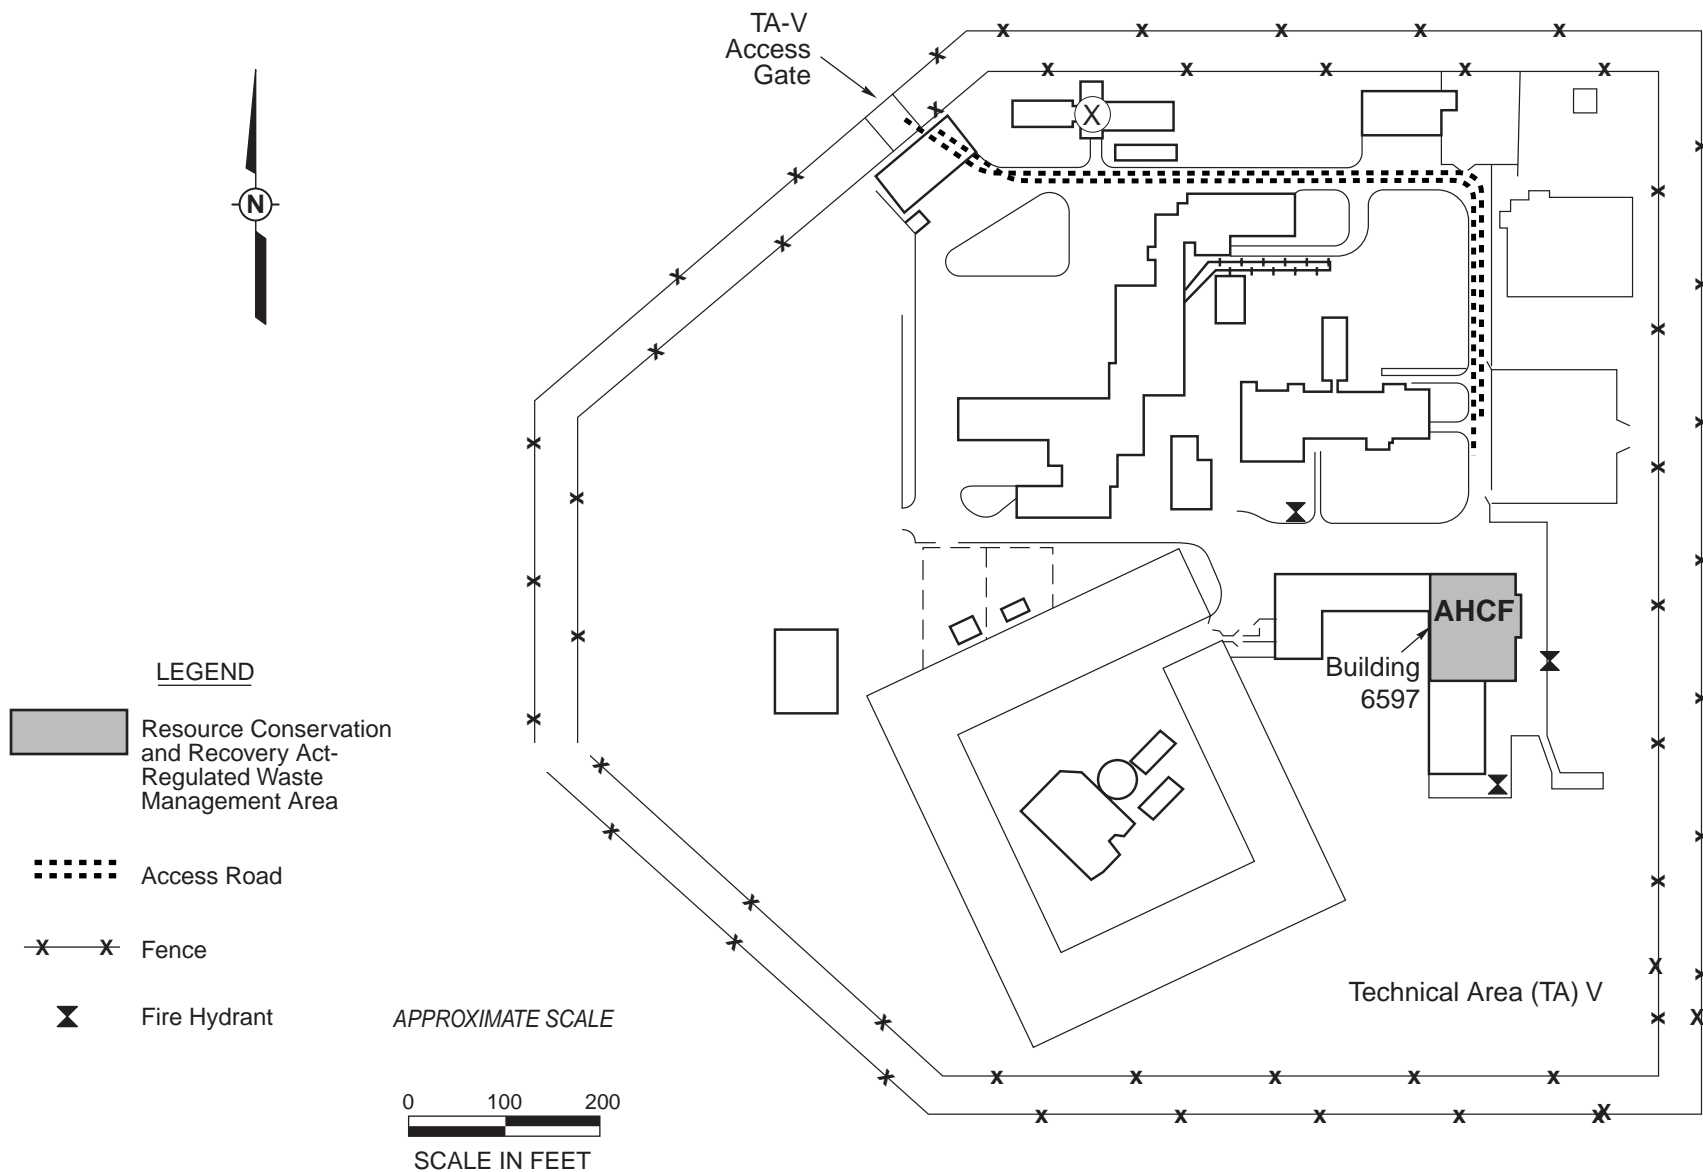 TA-V
Access
Gate
X
N
AHCF
Building
6597
LEGEND
Resource Conservation
and Recovery Act-
Regulated Waste
Management Area
Access Road
X X
Fence
Fire Hydrant
APPROXIMATE SCALE
0 100 200
SCALE IN FEET
Technical Area (TA) V